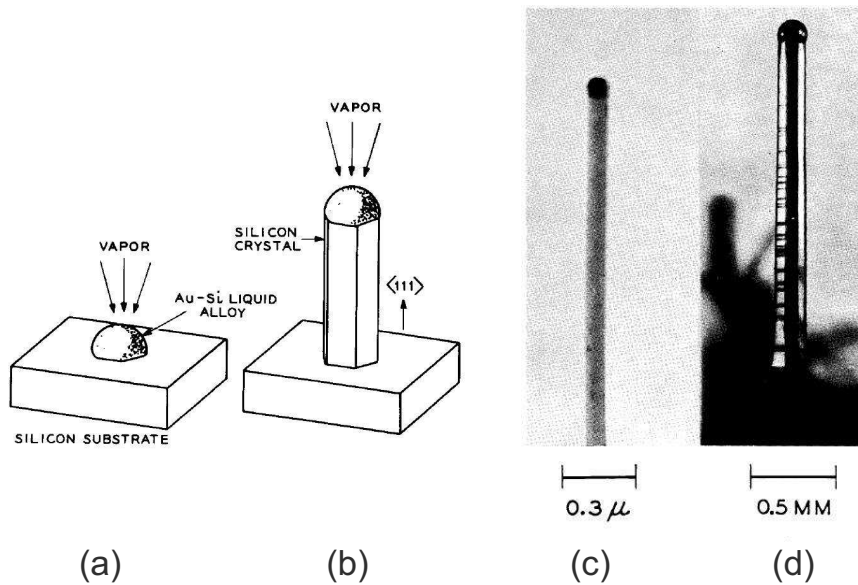 VAPOR
Au-Si LIQUID
ALLOY
SILICON SUBSTRATE
VAPOR
SILICON
CRYSTAL
⟨111⟩
0.3 μ
0.5 MM
(a)
(b)
(c)
(d)